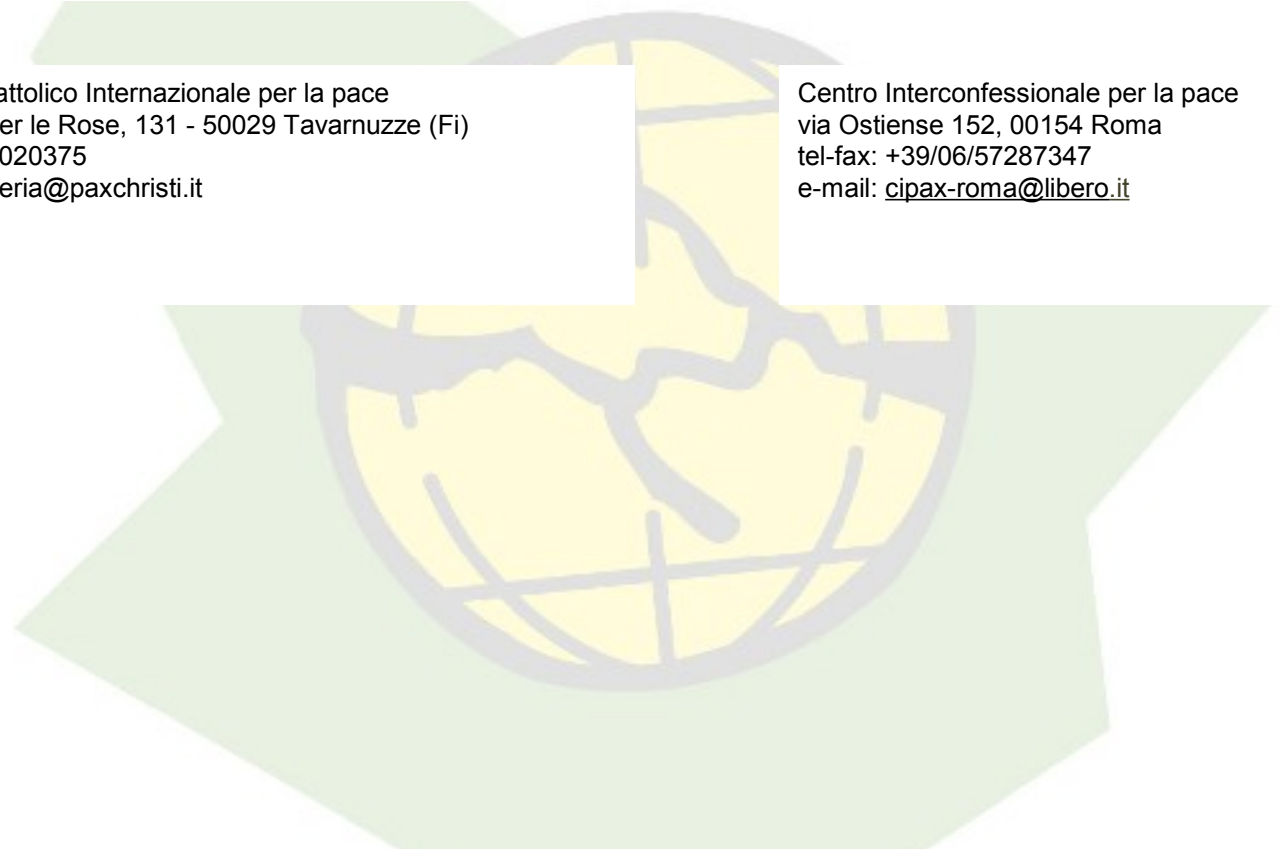 attolico Internazionale per la pace
er le Rose, 131 - 50029 Tavarnuzze (Fi)
020375
eria@paxchristi.it
Centro Interconfessionale per la pace
via Ostiense 152, 00154 Roma
tel-fax: +39/06/57287347
e-mail: cipax-roma@libero.it